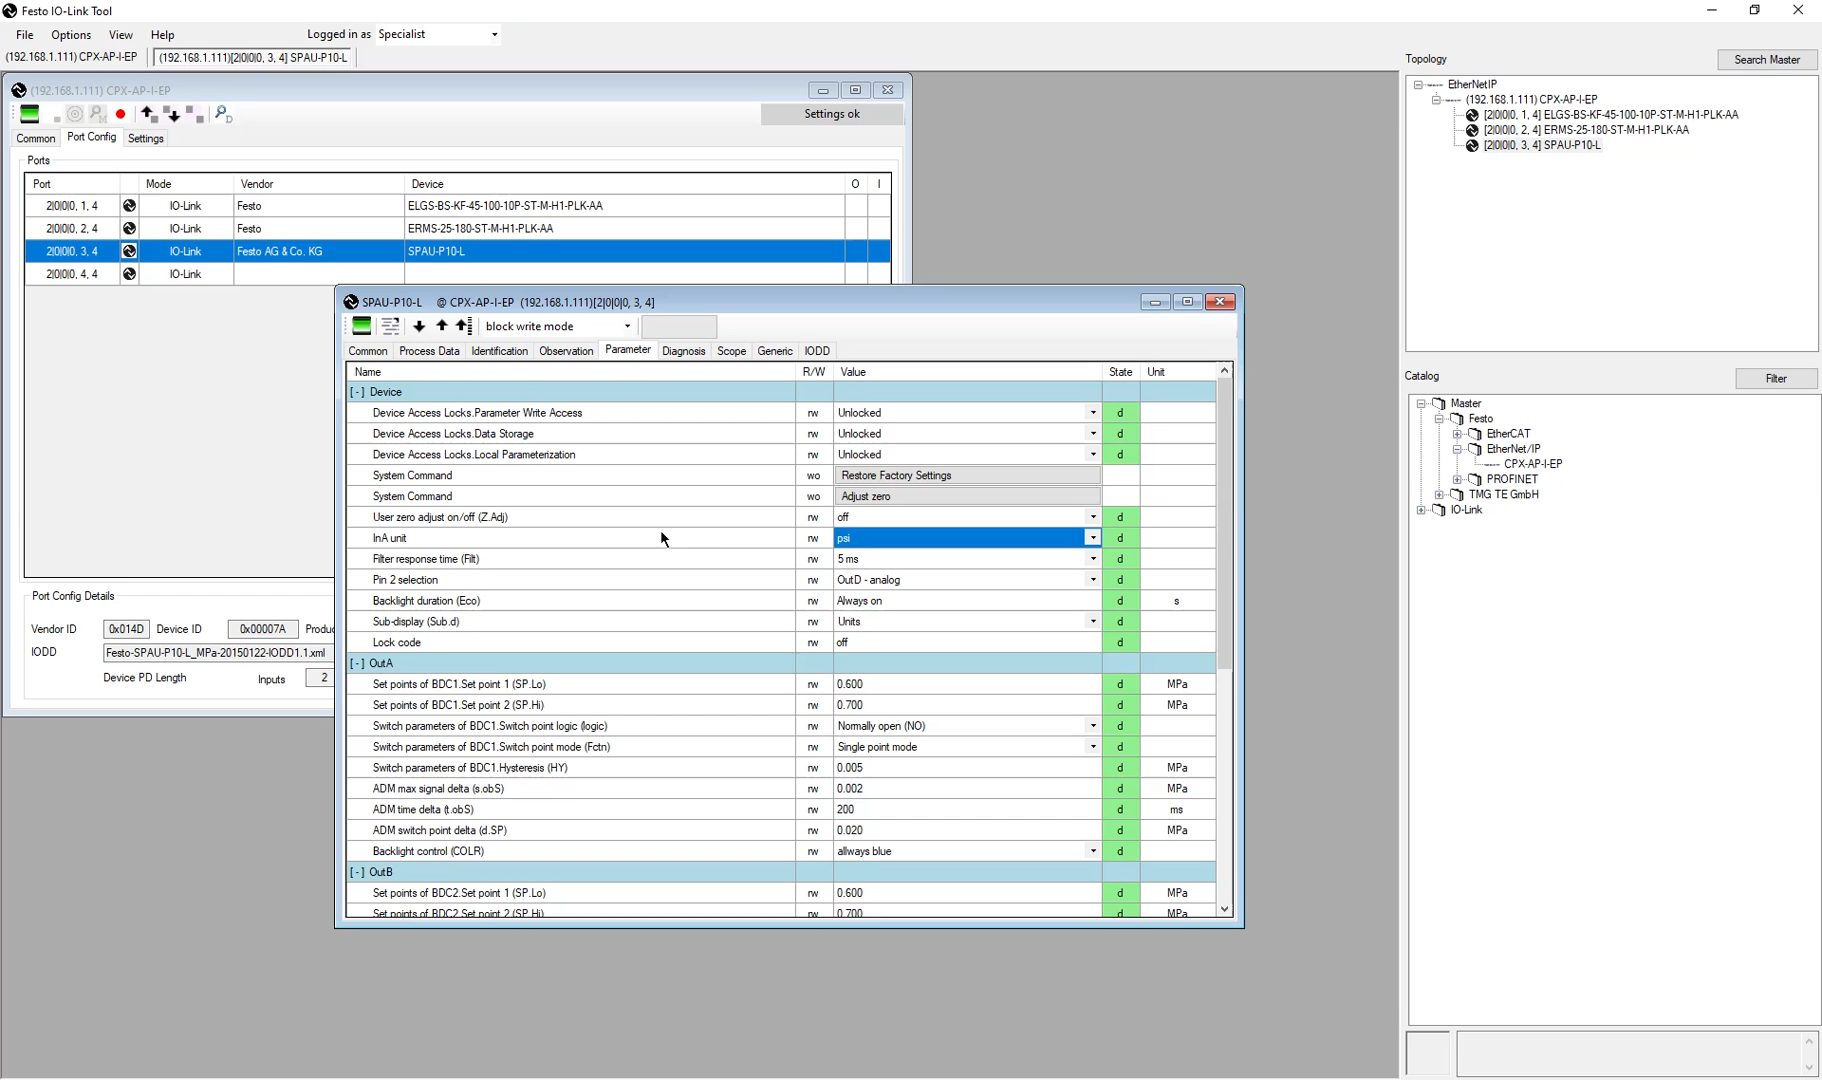 Festo IO-Link Tool
File Options View Help Logged in as Specialist
(192.168.1.111) CPX-AP-I-EP (192.168.1.111)[2|0|0|0, 3, 4] SPAU-P10-L
(192.168.1.111) CPX-AP-I-EP
Settings ok
Common Port Config Settings
Ports
Port Mode Vendor Device O I
2|0|0|0, 1, 4 IO-Link Festo ELGS-BS-KF-45-100-10P-ST-M-H1-PLK-AA
2|0|0|0, 2, 4 IO-Link Festo ERMS-25-180-ST-M-H1-PLK-AA
2|0|0|0, 3, 4 IO-Link Festo AG & Co. KG SPAU-P10-L
2|0|0|0, 4, 4 IO-Link
Port Config Details
Vendor ID 0x014D Device ID 0x00007A Produc
IODD Festo-SPAU-P10-L_MPa-20150122-IODD1.1.xml
Device PD Length Inputs 2
SPAU-P10-L @ CPX-AP-I-EP (192.168.1.111)[2|0|0|0, 3, 4]
block write mode
Common Process Data Identification Observation Parameter Diagnosis Scope Generic IODD
Name R/W Value State Unit
[-] Device
Device Access Locks.Parameter Write Access rw Unlocked d
Device Access Locks.Data Storage rw Unlocked d
Device Access Locks.Local Parameterization rw Unlocked d
System Command wo Restore Factory Settings
System Command wo Adjust zero
User zero adjust on/off (Z.Adj) rw off d
InA unit rw psi d
Filter response time (Filt) rw 5 ms d
Pin 2 selection rw OutD - analog d
Backlight duration (Eco) rw Always on d s
Sub-display (Sub.d) rw Units d
Lock code rw off d
[-] OutA
Set points of BDC1.Set point 1 (SP.Lo) rw 0.600 d MPa
Set points of BDC1.Set point 2 (SP.Hi) rw 0.700 d MPa
Switch parameters of BDC1.Switch point logic (logic) rw Normally open (NO) d
Switch parameters of BDC1.Switch point mode (Fctn) rw Single point mode d
Switch parameters of BDC1.Hysteresis (HY) rw 0.005 d MPa
ADM max signal delta (s.obS) rw 0.002 d MPa
ADM time delta (t.obS) rw 200 d ms
ADM switch point delta (d.SP) rw 0.020 d MPa
Backlight control (COLR) rw allways blue d
[-] OutB
Set points of BDC2.Set point 1 (SP.Lo) rw 0.600 d MPa
Set points of BDC2.Set point 2 (SP.Hi) rw 0.700 d MPa
Topology Search Master
EtherNetIP
(192.168.1.111) CPX-AP-I-EP
[2|0|0|0, 1, 4] ELGS-BS-KF-45-100-10P-ST-M-H1-PLK-AA
[2|0|0|0, 2, 4] ERMS-25-180-ST-M-H1-PLK-AA
[2|0|0|0, 3, 4] SPAU-P10-L
Catalog Filter
Master
Festo
EtherCAT
EtherNet/IP
CPX-AP-I-EP
PROFINET
TMG TE GmbH
IO-Link